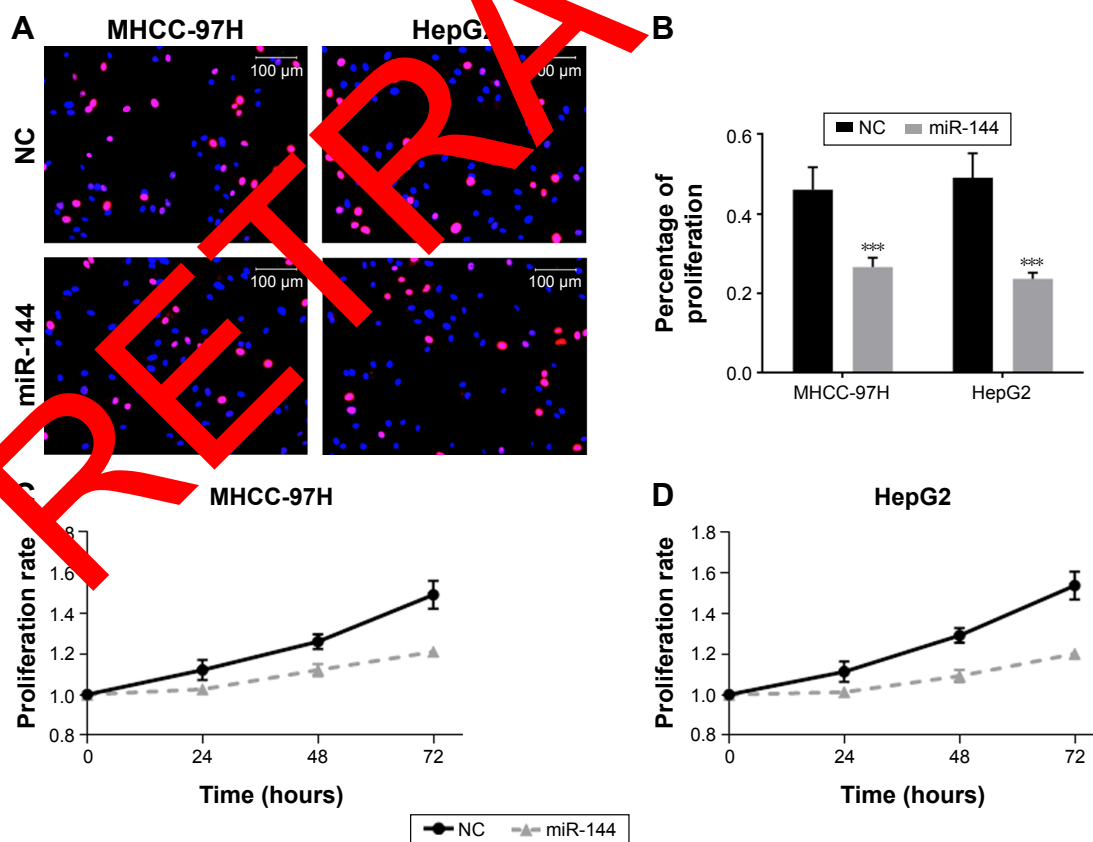 A
MHCC-97H
HepG2
B
100 µm
NC
miR-144
100 µm
100 µm
NC
miR-144
Percentage of
proliferation
0.6
0.4
0.2
0.0
***
***
MHCC-97H
HepG2
RETRA
MHCC-97H
Proliferation rate
1.6
1.4
1.2
1.0
0.8
0
24
48
72
Time (hours)
D
HepG2
Proliferation rate
1.8
1.6
1.4
1.2
1.0
0.8
0
24
48
72
Time (hours)
NC
miR-144